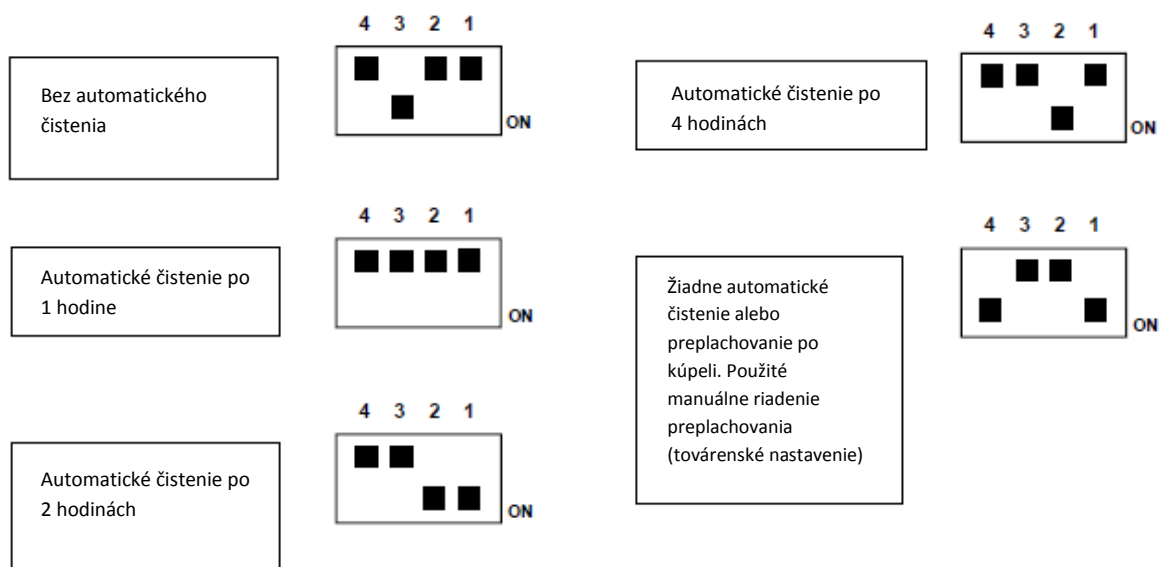 4 3 2 1
Bez automatického
čistenia
ON
4 3 2 1
Automatické čistenie po
1 hodine
ON
4 3 2 1
Automatické čistenie po
2 hodinách
ON
4 3 2 1
Automatické čistenie po
4 hodinách
ON
4 3 2 1
Žiadne automatické
čistenie alebo
preplachovanie po
kúpeli. Použité
manuálne riadenie
preplachovania
(továrenské nastavenie)
ON